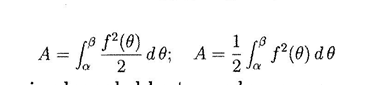 A = ∫_α^β f²(θ)/2 dθ; A = 1/2 ∫_α^β f²(θ) dθ